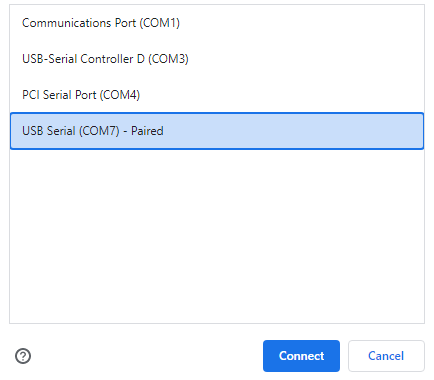 Communications Port (COM1)
USB-Serial Controller D (COM3)
PCI Serial Port (COM4)
USB Serial (COM7) - Paired
Connect
Cancel